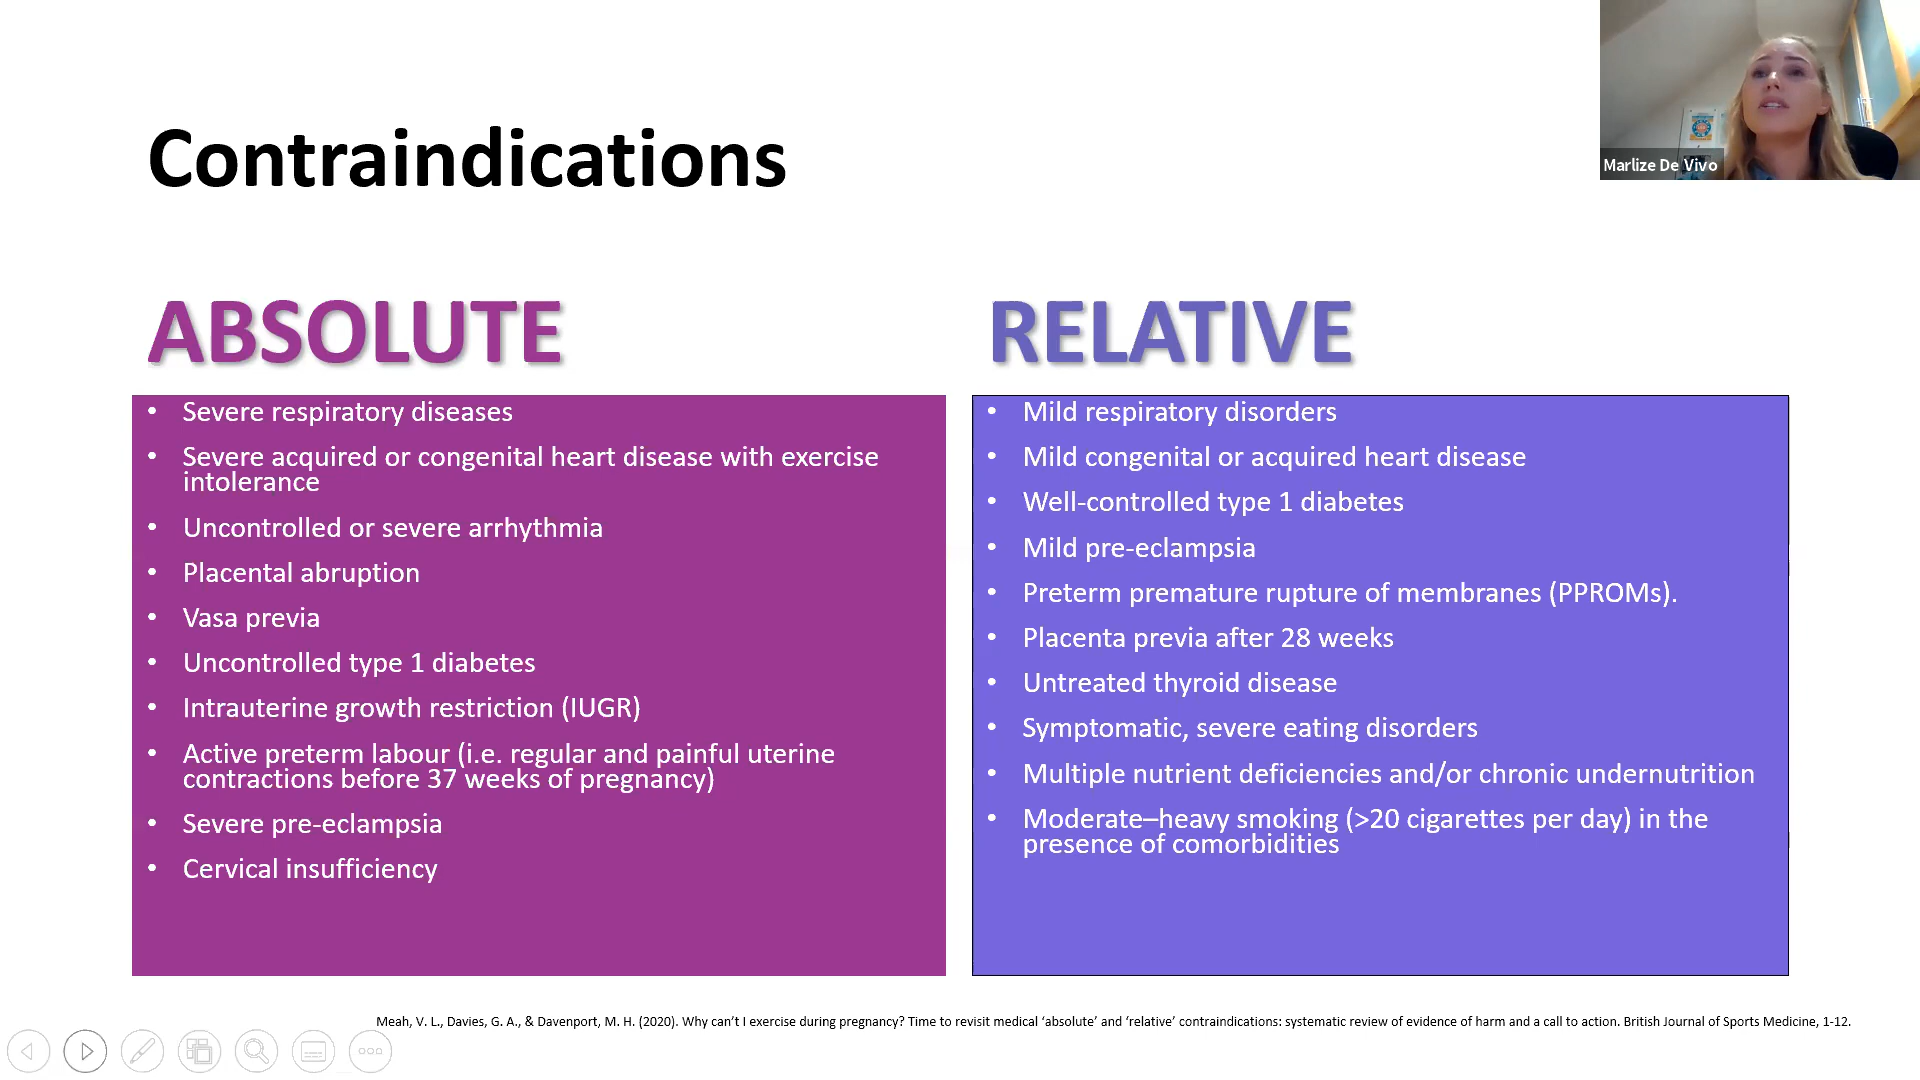 Contraindications
Marlize De Vivo
ABSOLUTE
• Severe respiratory diseases
• Severe acquired or congenital heart disease with exercise
intolerance
• Uncontrolled or severe arrhythmia
• Placental abruption
• Vasa previa
• Uncontrolled type 1 diabetes
• Intrauterine growth restriction (IUGR)
• Active preterm labour (i.e. regular and painful uterine
contractions before 37 weeks of pregnancy)
• Severe pre-eclampsia
• Cervical insufficiency
RELATIVE
• Mild respiratory disorders
• Mild congenital or acquired heart disease
• Well-controlled type 1 diabetes
• Mild pre-eclampsia
• Preterm premature rupture of membranes (PPROMs).
• Placenta previa after 28 weeks
• Untreated thyroid disease
• Symptomatic, severe eating disorders
• Multiple nutrient deficiencies and/or chronic undernutrition
• Moderate–heavy smoking (>20 cigarettes per day) in the
presence of comorbidities
Meah, V. L., Davies, G. A., & Davenport, M. H. (2020). Why can’t I exercise during pregnancy? Time to revisit medical ‘absolute’ and ‘relative’ contraindications: systematic review of evidence of harm and a call to action. British Journal of Sports Medicine, 1-12.